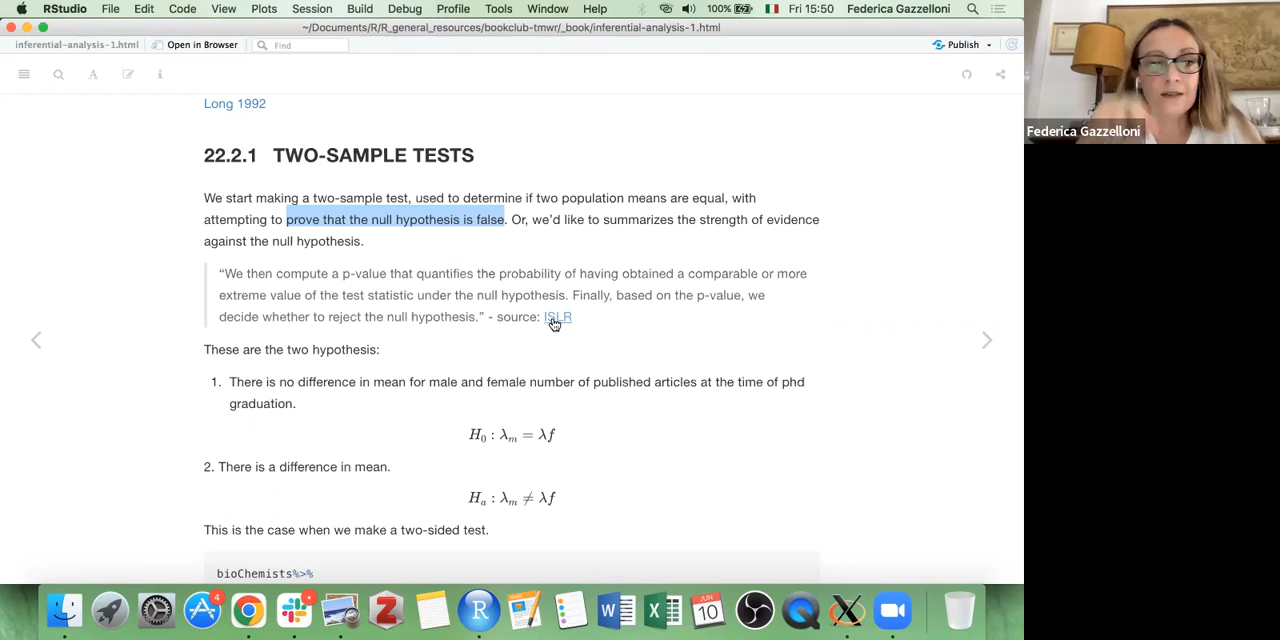 RStudio File Edit Code View Plots Session Build Debug Profile Tools Window Help 100% Fri 15:50 Federica Gazzelloni
~/Documents/R/R_general_resources/bookclub-tmwr/_book/inferential-analysis-1.html
inferential-analysis-1.html Open in Browser Find Publish
A i
Federica Gazzelloni
Long 1992
22.2.1 TWO-SAMPLE TESTS
We start making a two-sample test, used to determine if two population means are equal, with
attempting to prove that the null hypothesis is false. Or, we'd like to summarizes the strength of evidence
against the null hypothesis.
“We then compute a p-value that quantifies the probability of having obtained a comparable or more
extreme value of the test statistic under the null hypothesis. Finally, based on the p-value, we
decide whether to reject the null hypothesis.” - source: ISLR
These are the two hypothesis:
1. There is no difference in mean for male and female number of published articles at the time of phd
graduation.
H₀ : λₘ = λf
2. There is a difference in mean.
Hₐ : λₘ ≠ λf
This is the case when we make a two-sided test.
bioChemists%>%
4 Z R W X JUN 10 X